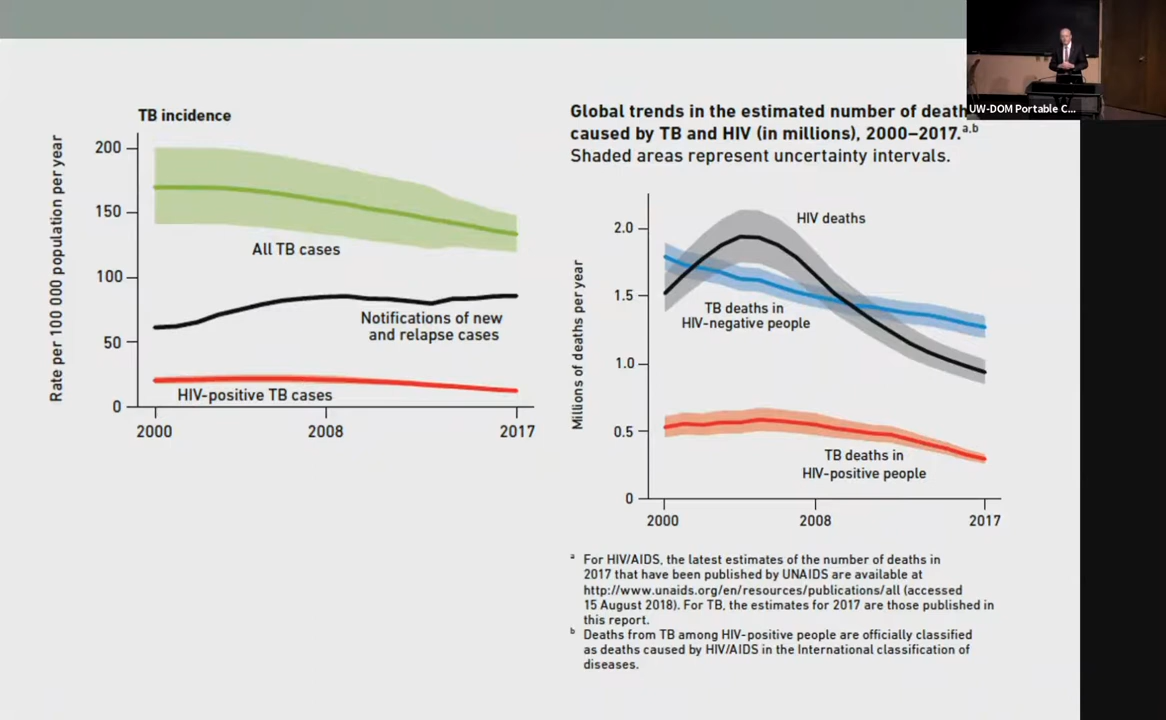 TB incidence
Rate per 100 000 population per year
200
150
100
50
0
All TB cases
Notifications of new
and relapse cases
HIV-positive TB cases
2000
2008
2017
Global trends in the estimated number of death
caused by TB and HIV (in millions), 2000–2017.a,b
Shaded areas represent uncertainty intervals.
Millions of deaths per year
2.0
1.5
1.0
0.5
0
HIV deaths
TB deaths in
HIV-negative people
TB deaths in
HIV-positive people
2000
2008
2017
a For HIV/AIDS, the latest estimates of the number of deaths in
2017 that have been published by UNAIDS are available at
http://www.unaids.org/en/resources/publications/all (accessed
15 August 2018). For TB, the estimates for 2017 are those published in
this report.
b Deaths from TB among HIV-positive people are officially classified
as deaths caused by HIV/AIDS in the International classification of
diseases.
UW-DOM Portable C...